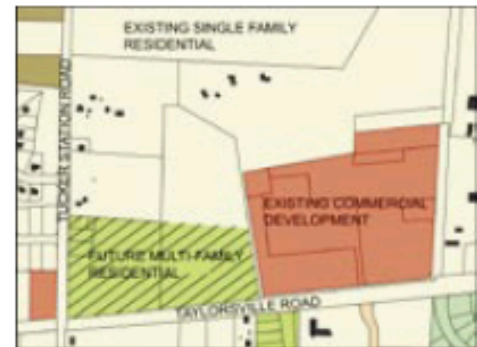 EXISTING SINGLE FAMILY
RESIDENTIAL
TUCKER STATION ROAD
EXISTING COMMERCIAL
DEVELOPMENT
FUTURE MULTI-FAMILY
RESIDENTIAL
TAYLORSVILLE ROAD